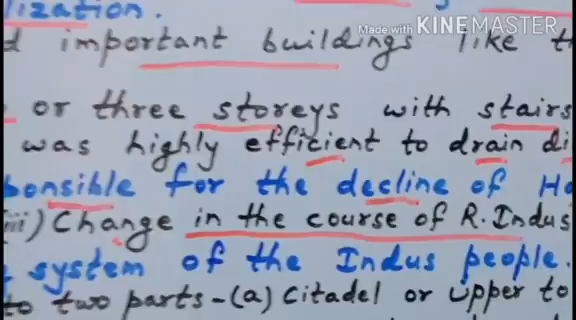 lization.
Made with KINEMASTER
d important buildings like t
or three storeys with stairs
was highly efficient to drain di
ponsible for the decline of Ha
(iii) Change in the course of R. Indus
system of the Indus people.
to two parts - (a) Citadel or upper to